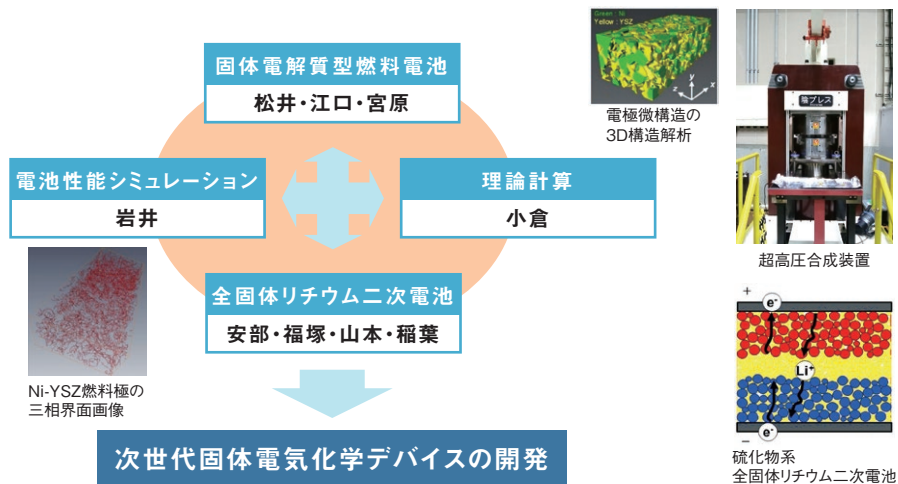 固体電解質型燃料電池
松井・江口・宮原
電池性能シミュレーション
岩井
理論計算
小倉
全固体リチウム二次電池
安部・福塚・山本・稲葉
次世代固体電気化学デバイスの開発
Ni-YSZ燃料極の
三相界面画像
Green : Ni
Yellow : YSZ
y
z
x
電極微構造の
3D構造解析
瑞プレス
超高圧合成装置
+
e-
Li+
−
e-
硫化物系
全固体リチウム二次電池